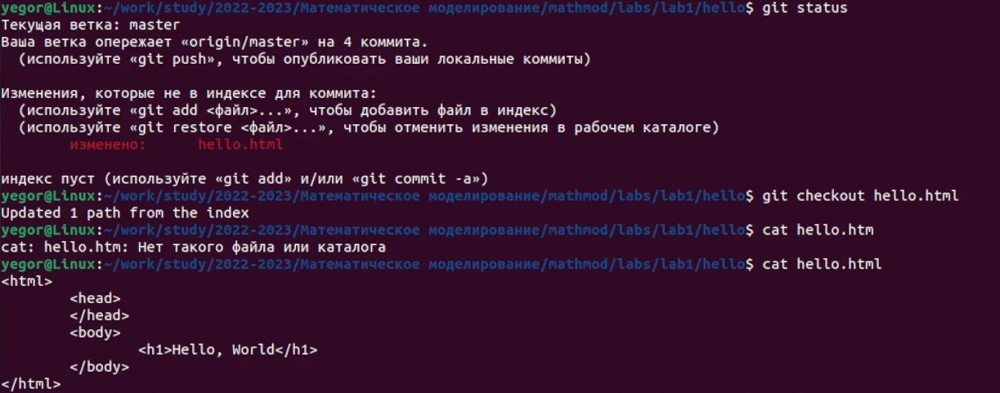 yegor@Linux:~/work/study/2022-2023/Математическое моделирование/mathmod/labs/lab1/hello$ git status
Текущая ветка: master
Ваша ветка опережает «origin/master» на 4 коммита.
  (используйте «git push», чтобы опубликовать ваши локальные коммиты)

Изменения, которые не в индексе для коммита:
  (используйте «git add <файл>...», чтобы добавить файл в индекс)
  (используйте «git restore <файл>...», чтобы отменить изменения в рабочем каталоге)
        изменено:      hello.html

индекс пуст (используйте «git add» и/или «git commit -a»)
yegor@Linux:~/work/study/2022-2023/Математическое моделирование/mathmod/labs/lab1/hello$ git checkout hello.html
Updated 1 path from the index
yegor@Linux:~/work/study/2022-2023/Математическое моделирование/mathmod/labs/lab1/hello$ cat hello.htm
cat: hello.htm: Нет такого файла или каталога
yegor@Linux:~/work/study/2022-2023/Математическое моделирование/mathmod/labs/lab1/hello$ cat hello.html
<html>
        <head>
        </head>
        <body>
                <h1>Hello, World</h1>
        </body>
</html>